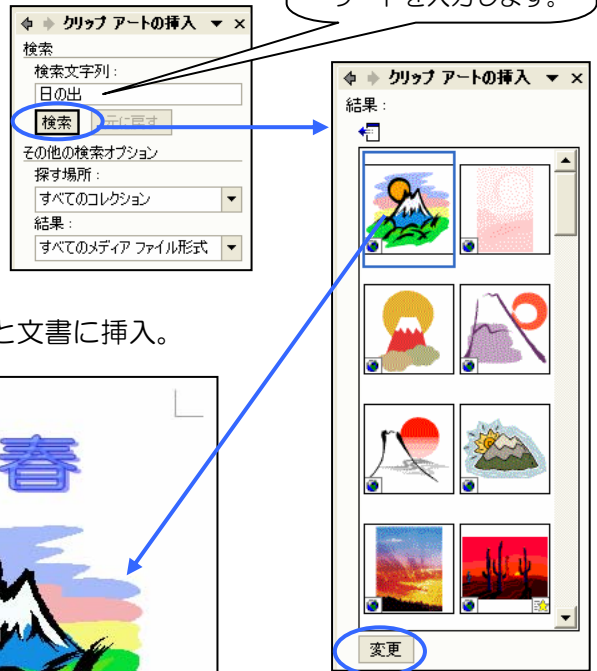 ワードを入力します。
クリップ アートの挿入
検索
検索文字列:
日の出
検索
元に戻す
その他の検索オプション
探す場所:
すべてのコレクション
結果:
すべてのメディア ファイル形式
クリップ アートの挿入
結果:
変更
と文書に挿入。
春